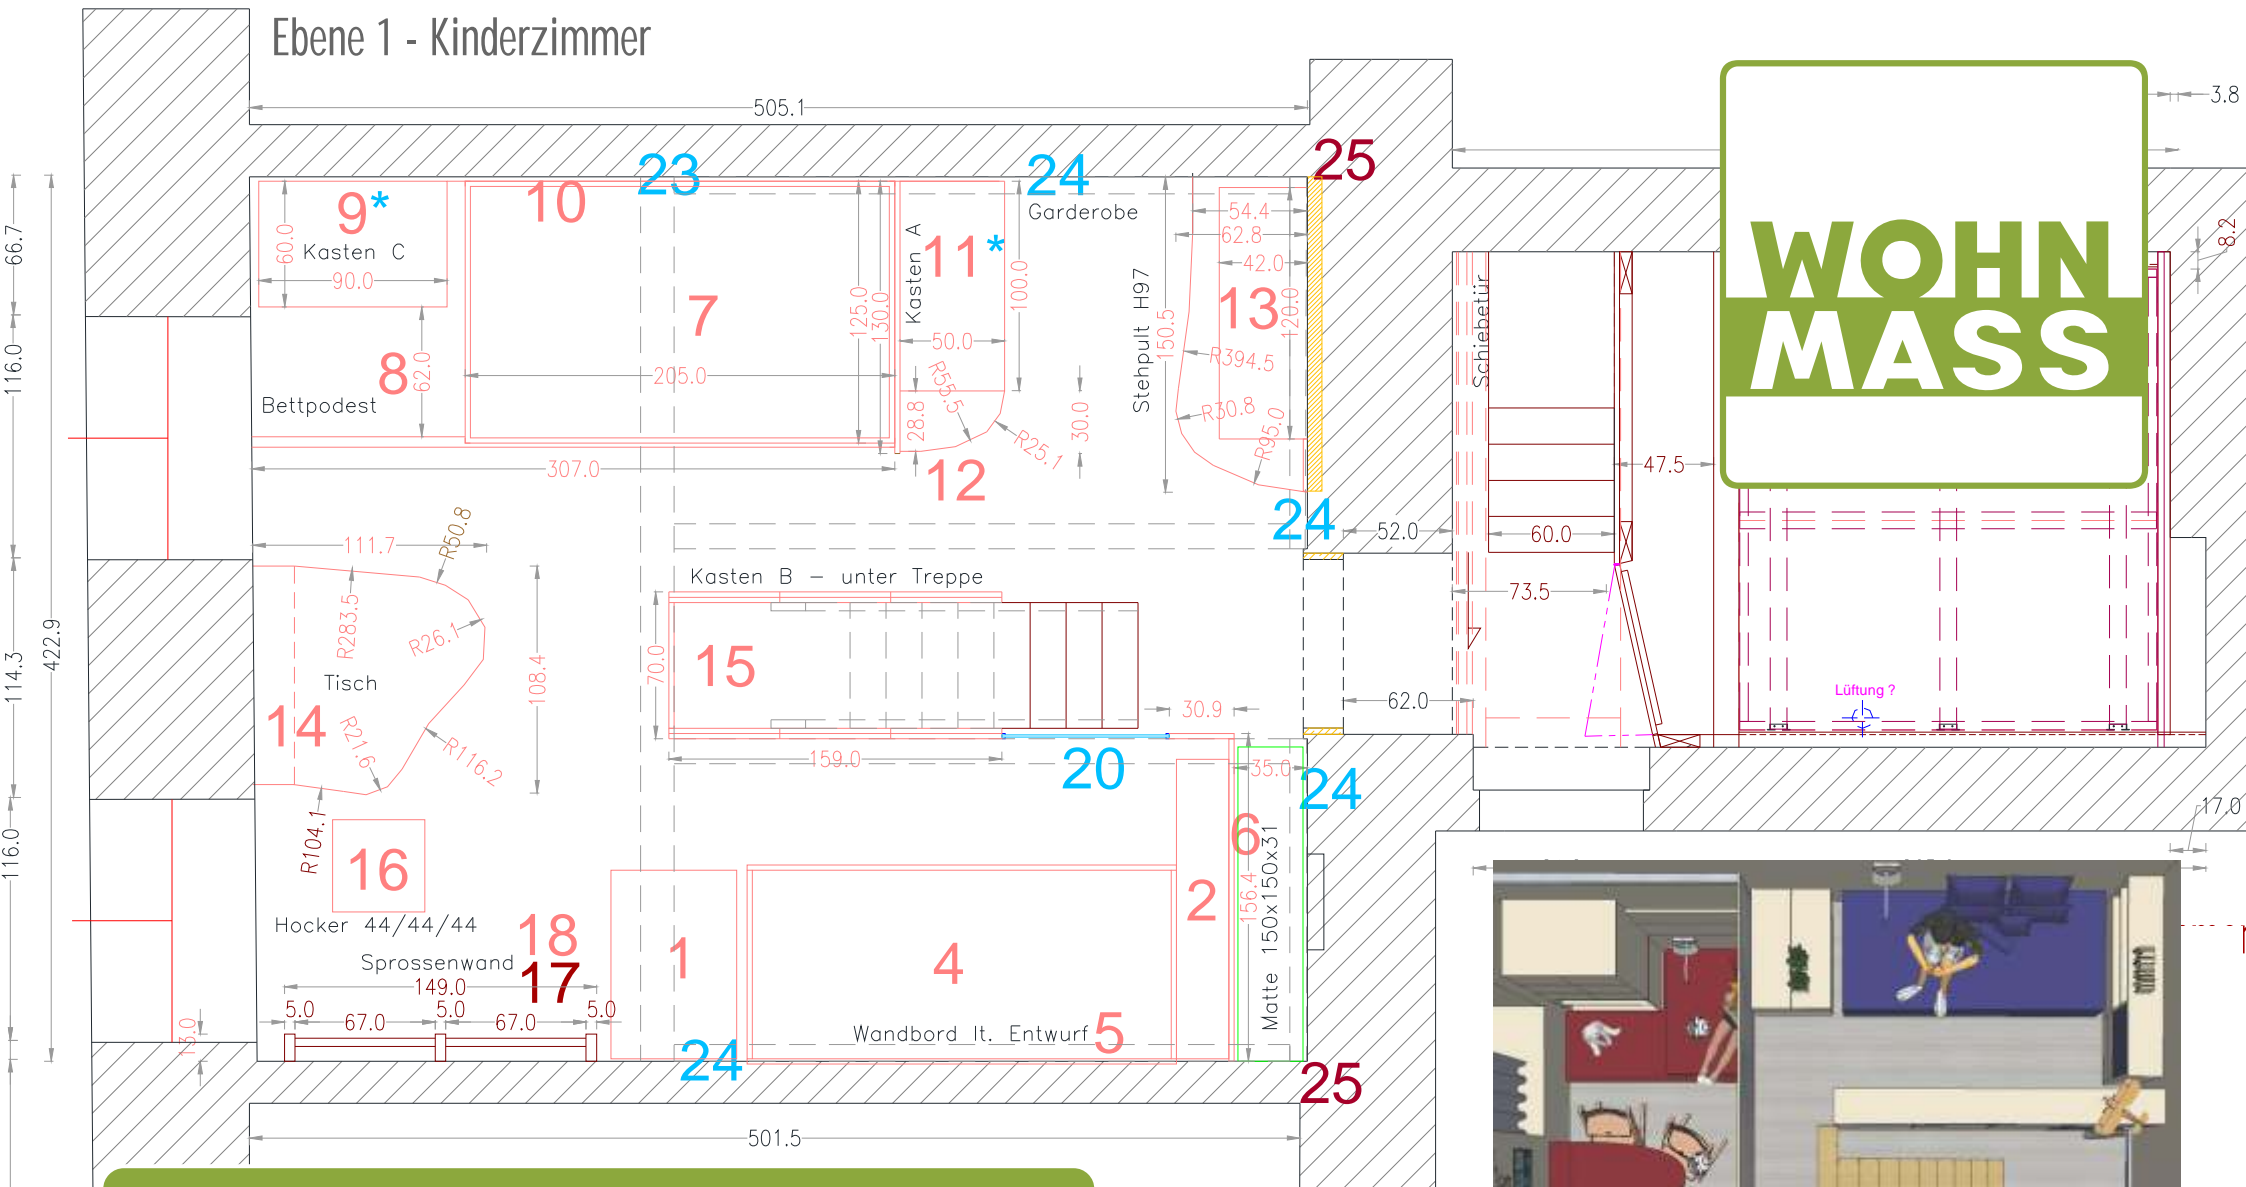 Ebene 1 - Kinderzimmer
505.1
3.8
WOHN
MASS
8.2
23
24
25
9*
Kasten C
60.0
90.0
10
7
125.0
130.0
205.0
Kasten A
11*
100.0
50.0
Garderobe
54.4
62.8
42.0
13
120.0
Stehpult H97
150.5
R394.5
R30.8
R95.0
Schiebetür
66.7
116.0
8
62.0
Bettpodest
307.0
28.8
R55.5
R25.1
30.0
12
24
52.0
60.0
47.5
73.5
111.7
R50.8
R283.5
R26.1
Tisch
14
R21.6
R116.2
R104.1
108.4
422.9
114.3
Kasten B – unter Treppe
70.0
15
159.0
30.9
20
35.0
24
62.0
Lüftung ?
17.0
116.0
16
Hocker 44/44/44
18
Sprossenwand
17
149.0
5.0
67.0
5.0
67.0
5.0
13.0
1
4
2
6
156.4
Matte 150x150x31
Wandbord lt. Entwurf
5
24
25
501.5